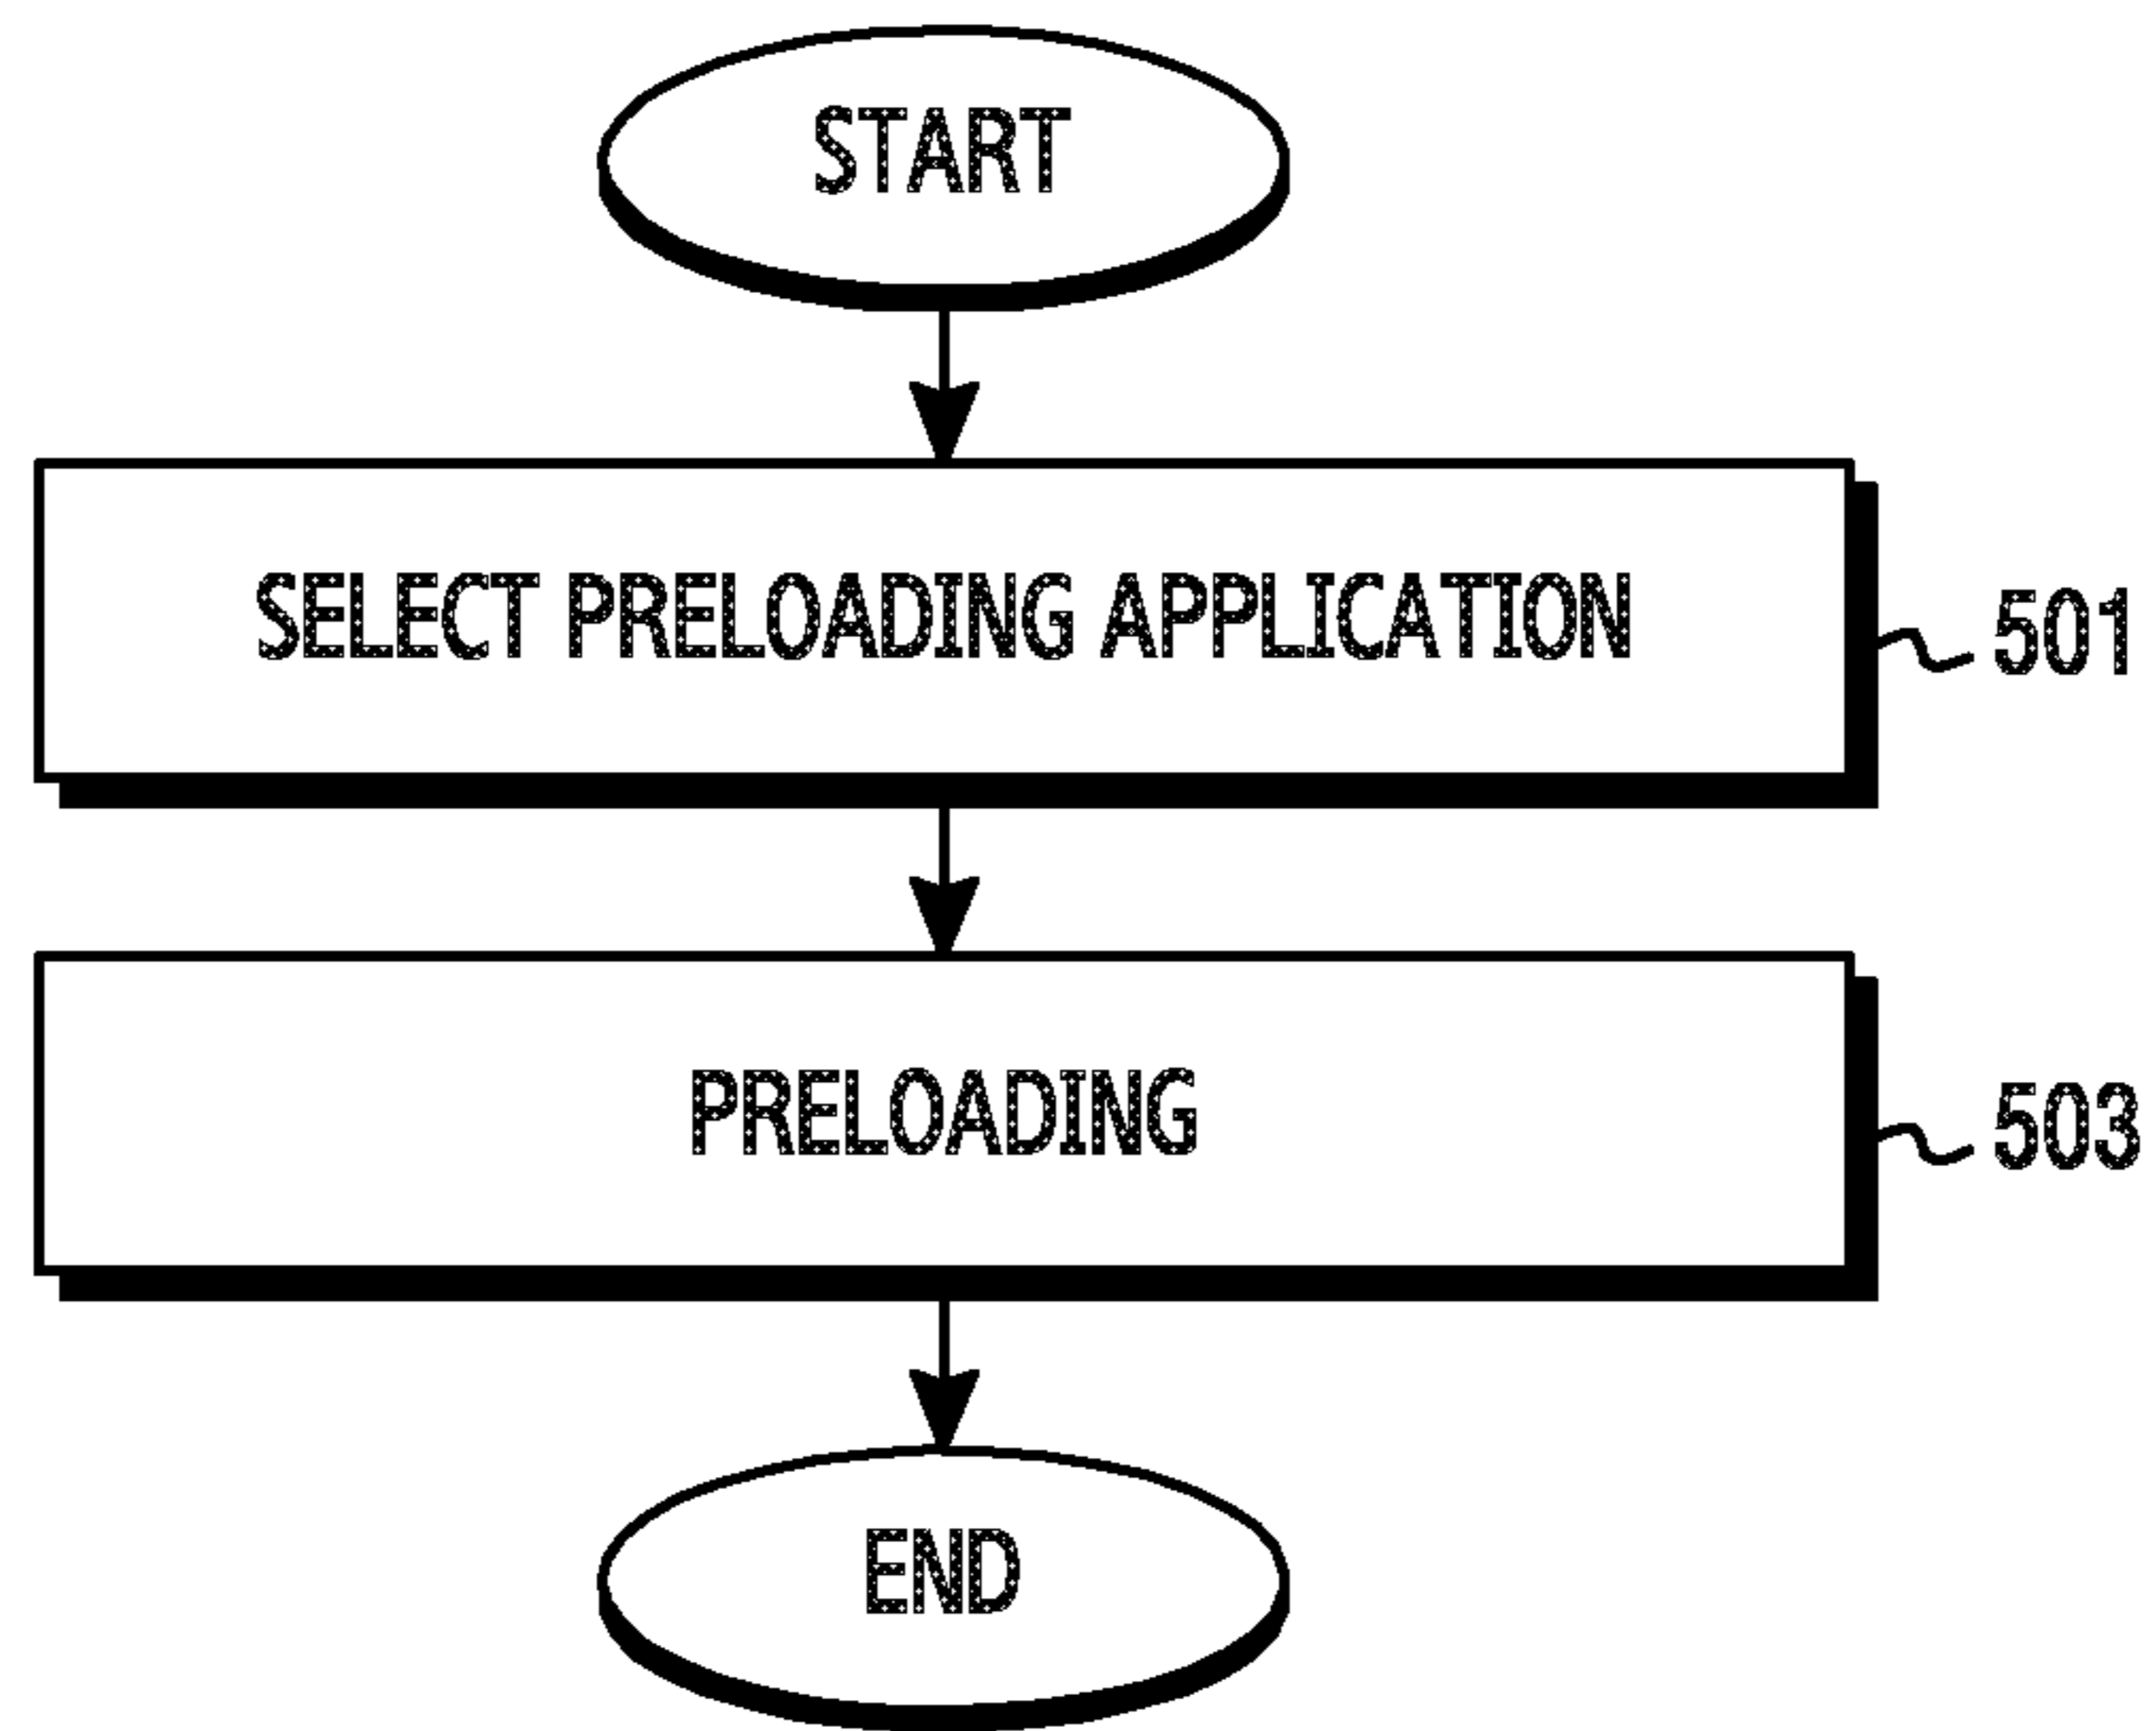 START
SELECT PRELOADING APPLICATION
501
PRELOADING
503
END